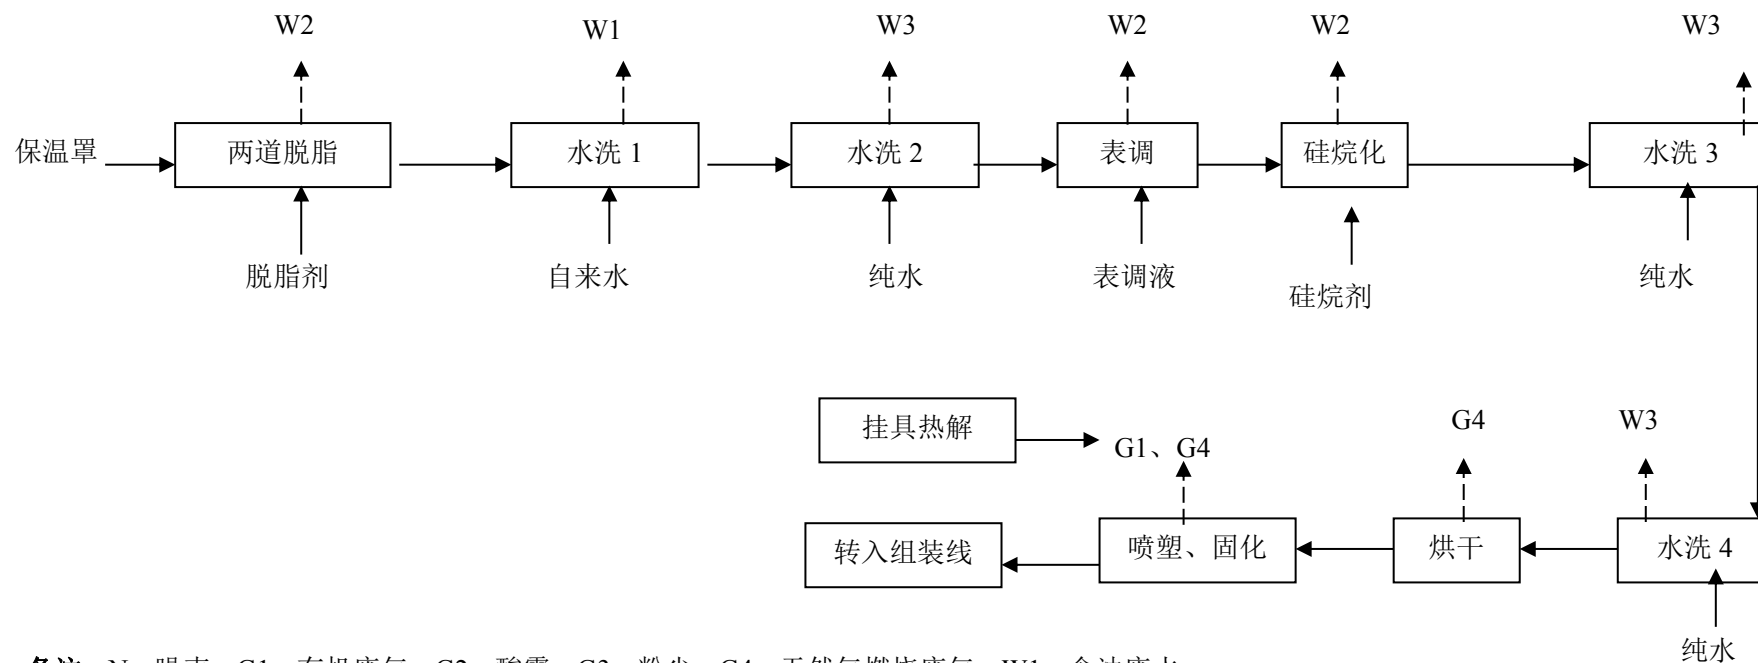 W2 W1 W3 W2 W2 W3
保温罩 两道脱脂 水洗 1 水洗 2 表调 硅烷化 水洗 3
脱脂剂 自来水 纯水 表调液 硅烷剂 纯水
挂具热解 G1、G4 G4 W3
转入组装线 喷塑、固化 烘干 水洗 4
纯水